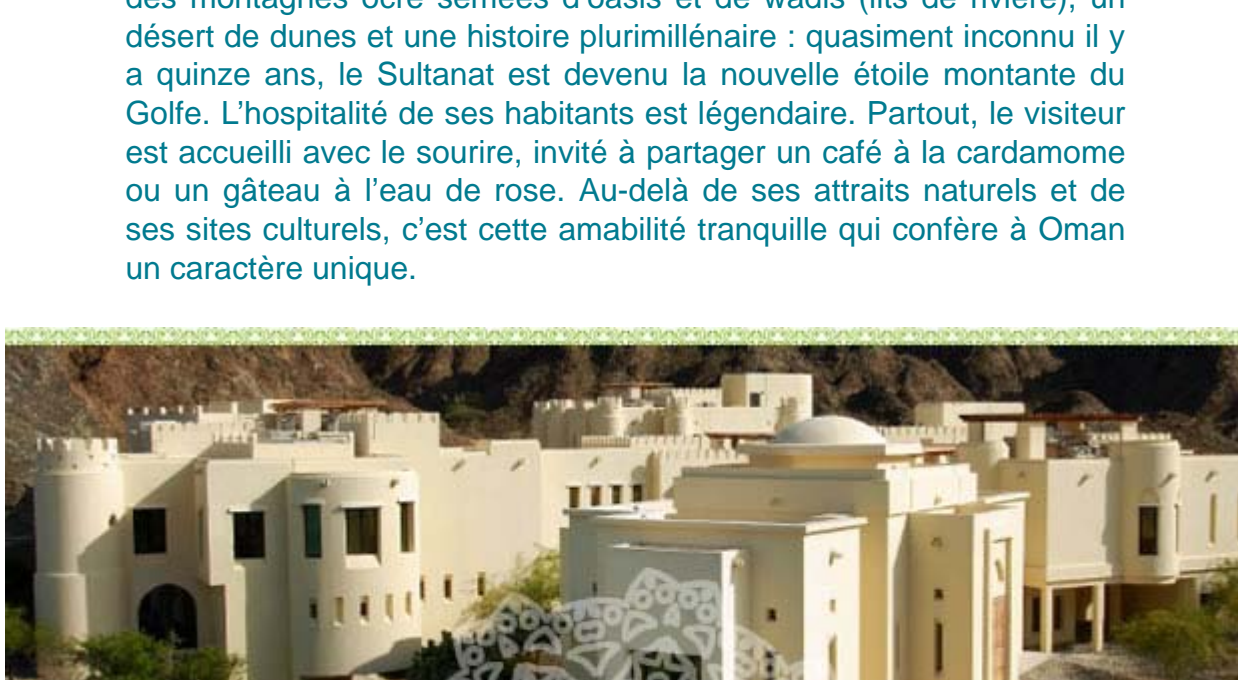 des montagnes ocre semées d'oasis et de wadis (lits de rivière), un
désert de dunes et une histoire plurimillénaire : quasiment inconnu il y
a quinze ans, le Sultanat est devenu la nouvelle étoile montante du
Golfe. L’hospitalité de ses habitants est légendaire. Partout, le visiteur
est accueilli avec le sourire, invité à partager un café à la cardamome
ou un gâteau à l’eau de rose. Au-delà de ses attraits naturels et de
ses sites culturels, c’est cette amabilité tranquille qui confère à Oman
un caractère unique.